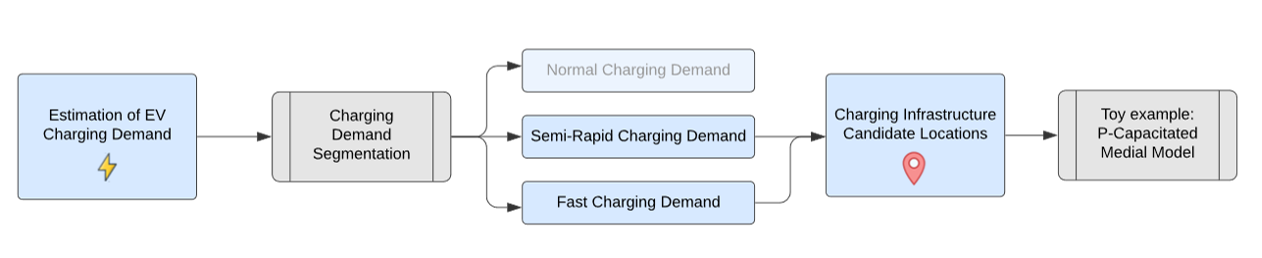 Estimation of EV
Charging Demand
Charging
Demand
Segmentation
Normal Charging Demand
Semi-Rapid Charging Demand
Fast Charging Demand
Charging Infrastructure
Candidate Locations
Toy example:
P-Capacitated
Medial Model